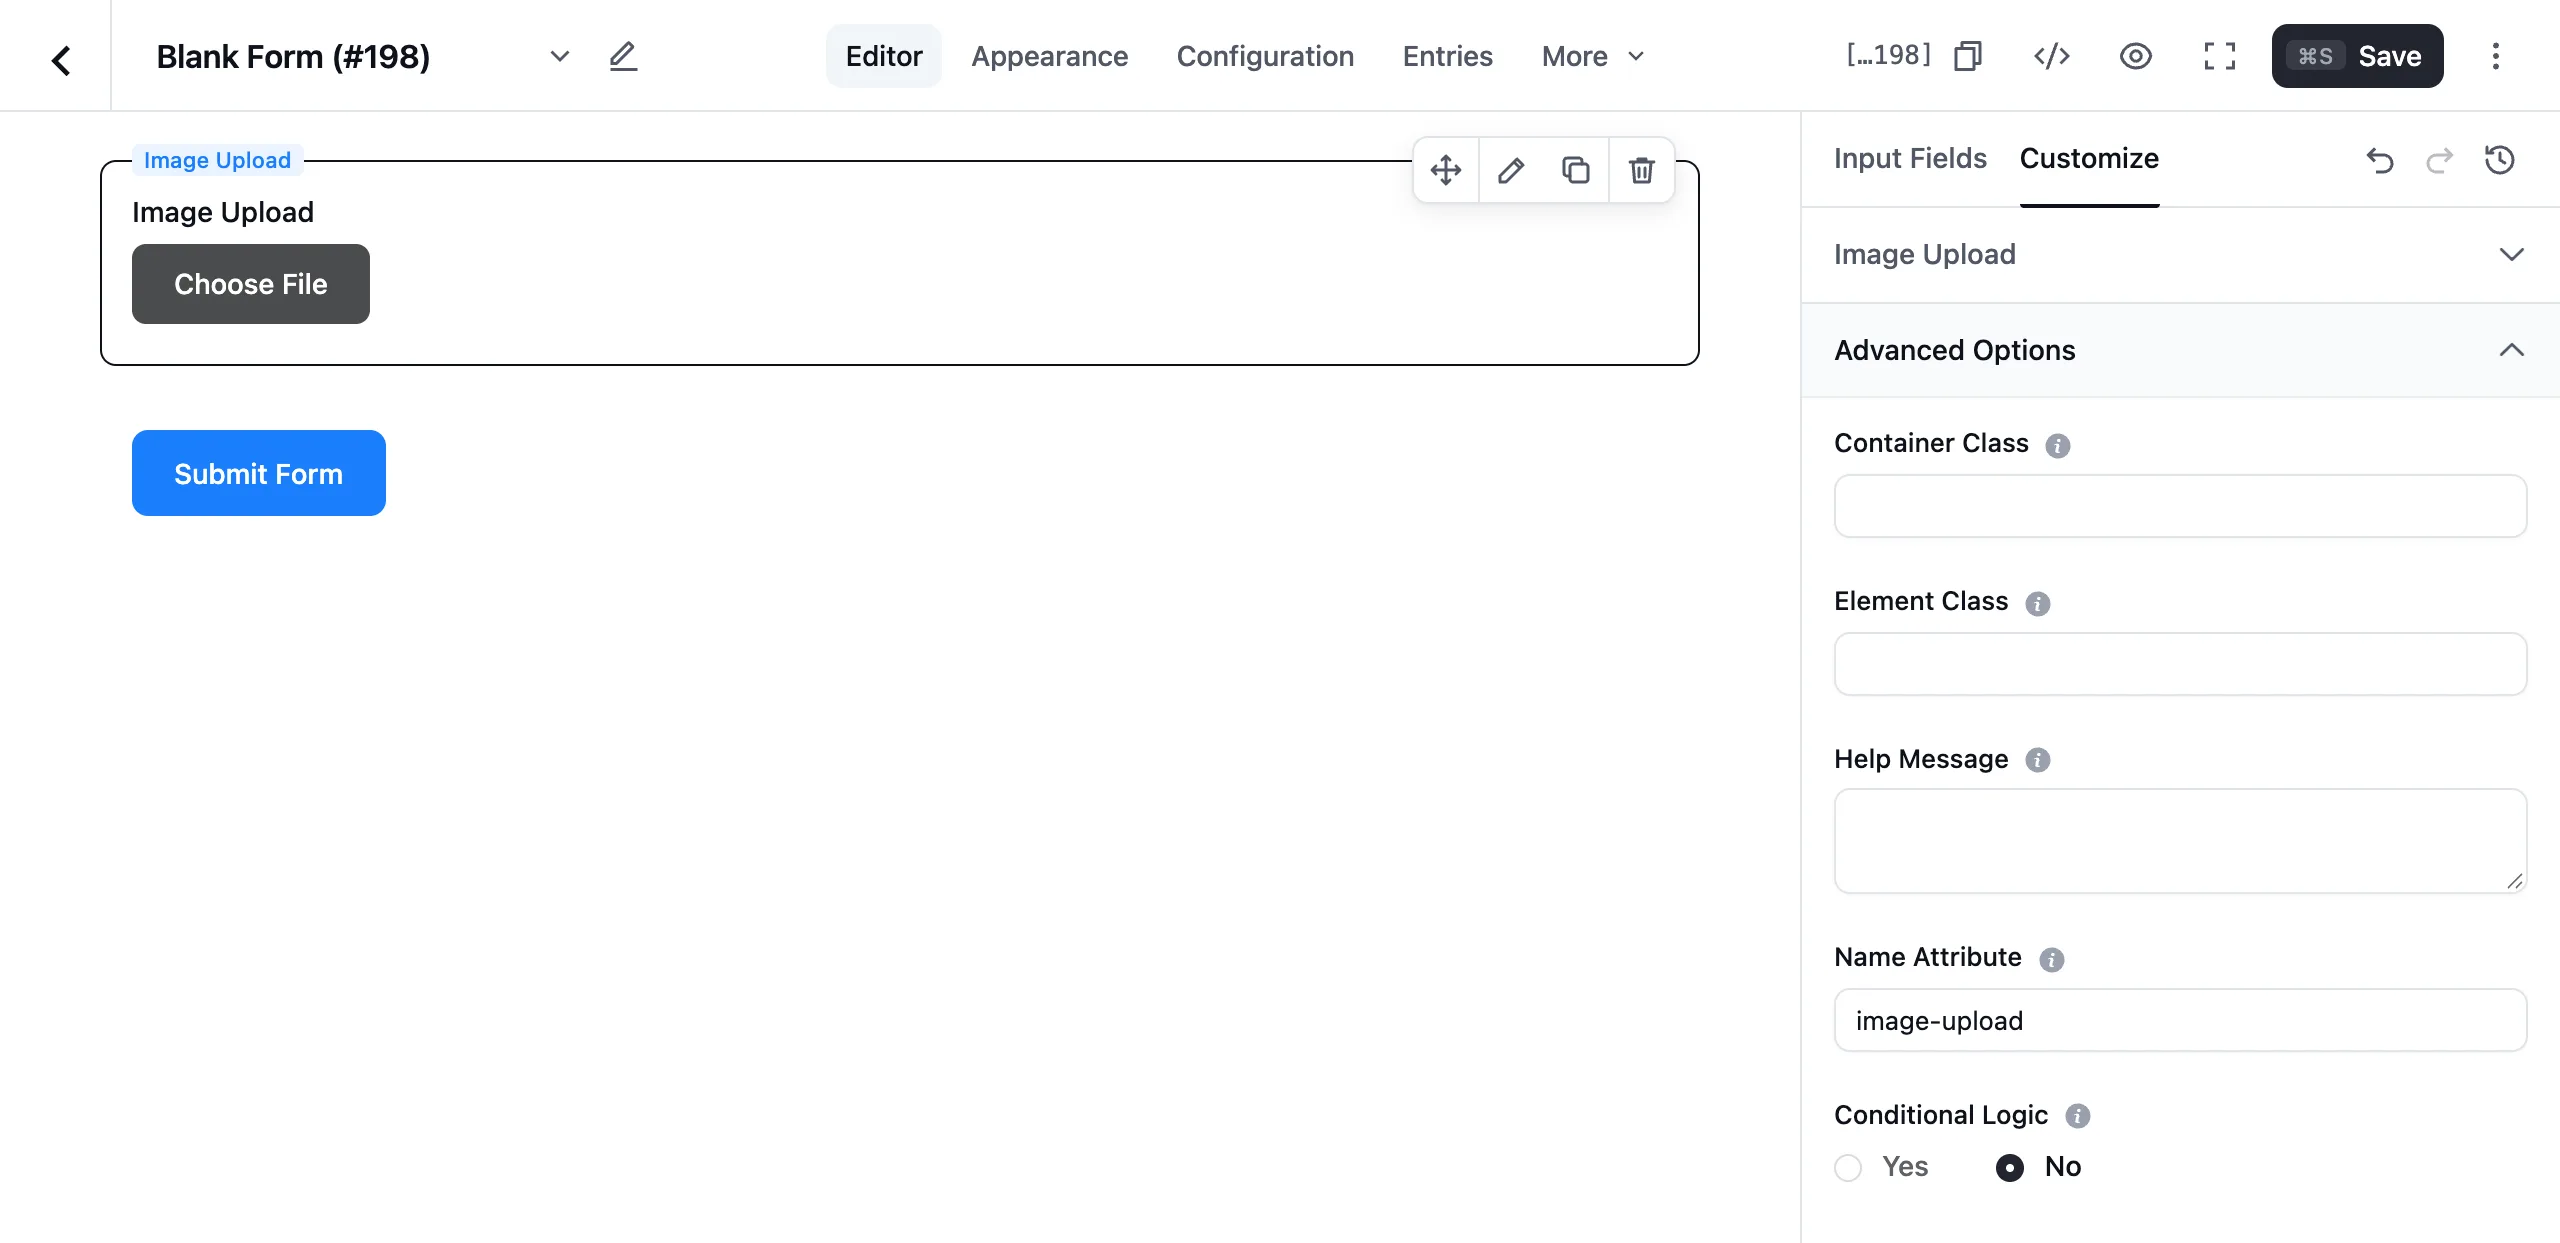 Blank Form (#198)
Editor
Appearance
Configuration
Entries
More
[…198]
⌘S Save
Image Upload
Image Upload
Choose File
Submit Form
Input Fields
Customize
Image Upload
Advanced Options
Container Class
Element Class
Help Message
Name Attribute
image-upload
Conditional Logic
Yes
No